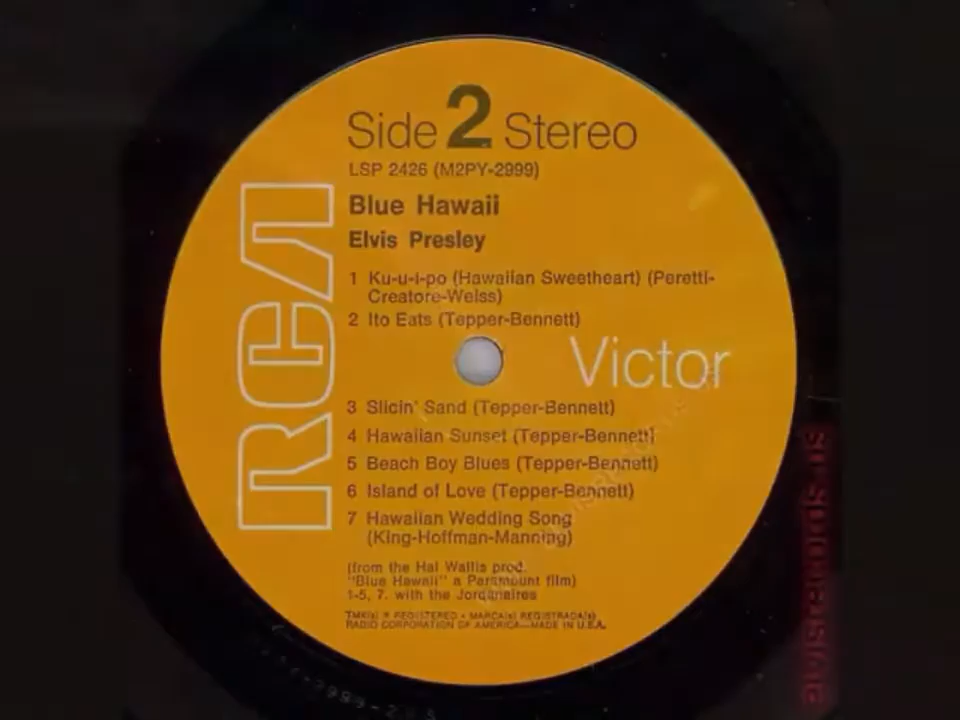 Side 2 Stereo
LSP 2426 (M2PY-2999)
Blue Hawaii
Elvis Presley
1 Ku-u-i-po (Hawaiian Sweetheart) (Peretti-
Creatore-Weiss)
2 Ito Eats (Tepper-Bennett)
RCA
Victor
3 Slicin' Sand (Tepper-Bennett)
4 Hawaiian Sunset (Tepper-Bennett)
5 Beach Boy Blues (Tepper-Bennett)
6 Island of Love (Tepper-Bennett)
7 Hawaiian Wedding Song
(King-Hoffman-Manning)
(from the Hal Wallis prod.
"Blue Hawaii" a Paramount film)
1-5, 7. with the Jordanaires
TMK(s) ® REGISTERED • MARCA(s) REGISTRADA(s)
RADIO CORPORATION OF AMERICA—MADE IN U.S.A.
elvisrecords.us